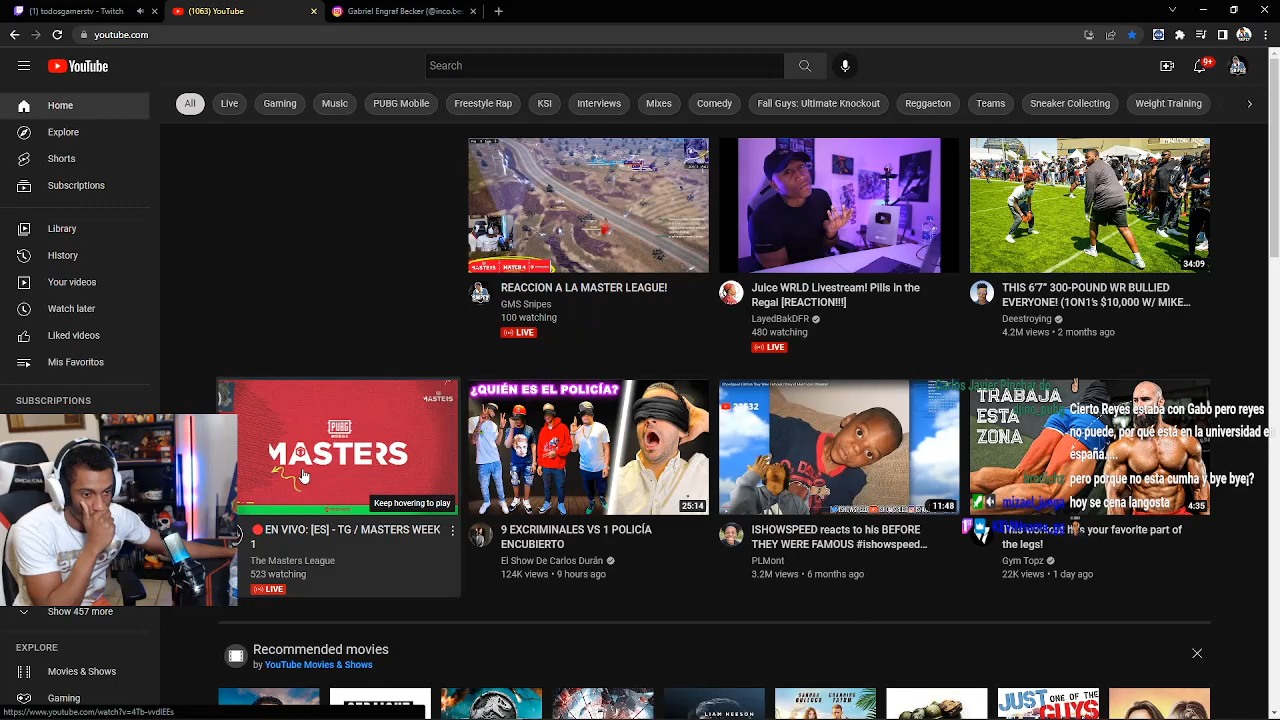 (1) todosgamersrv - Twitch
(1063) YouTube
Gabriel Engraf Becker (@inco.be
youtube.com
YouTube
Search
9+
All
Live
Gaming
Music
PUBG Mobile
Freestyle Rap
KSI
Interviews
Mixes
Comedy
Fall Guys: Ultimate Knockout
Reggaeton
Teams
Sneaker Collecting
Weight Training
Home
Explore
Shorts
Subscriptions
Library
History
Your videos
Watch later
Liked videos
Mis Favoritos
SUBSCRIPTIONS
Show 457 more
EXPLORE
Movies & Shows
Gaming
MASTERS
REACCION A LA MASTER LEAGUE!
GMS Snipes
100 watching
LIVE
Juice WRLD Livestream! Pills in the
Regal [REACTION!!!]
LayedBakDFR
480 watching
LIVE
34:09
THIS 6'7" 300-POUND WR BULLIED
EVERYONE! (1ON1's $10,000 W/ MIKE...
Deestroying
4.2M views • 2 months ago
MASTERS
PUBG
MOBILE
MASTERS
Keep hovering to play
EN VIVO: [ES] - TG / MASTERS WEEK
1
The Masters League
523 watching
LIVE
¿QUIÉN ES EL POLICÍA?
25:14
9 EXCRIMINALES VS 1 POLICÍA
ENCUBIERTO
El Show De Carlos Durán
124K views • 9 hours ago
11:48
ISHOWSPEED reacts to his BEFORE
THEY WERE FAMOUS #ishowspeed...
PLMont
3.2M views • 6 months ago
TRABAJA
ESTA
ZONA
4:35
the legs!
Gym Topz
22K views • 1 day ago
Cierto Reyes estaba con Gabo pero reyes
no puede, por qué está en la universidad en
españa.....
pero porque no esta cumha y bye byej?
hoy se cena langosta
Recommended movies
by YouTube Movies & Shows
LIAM NEESON
JUST ONE OF THE
GUYS
https://www.youtube.com/watch?v=4Tb-vvdlEEs